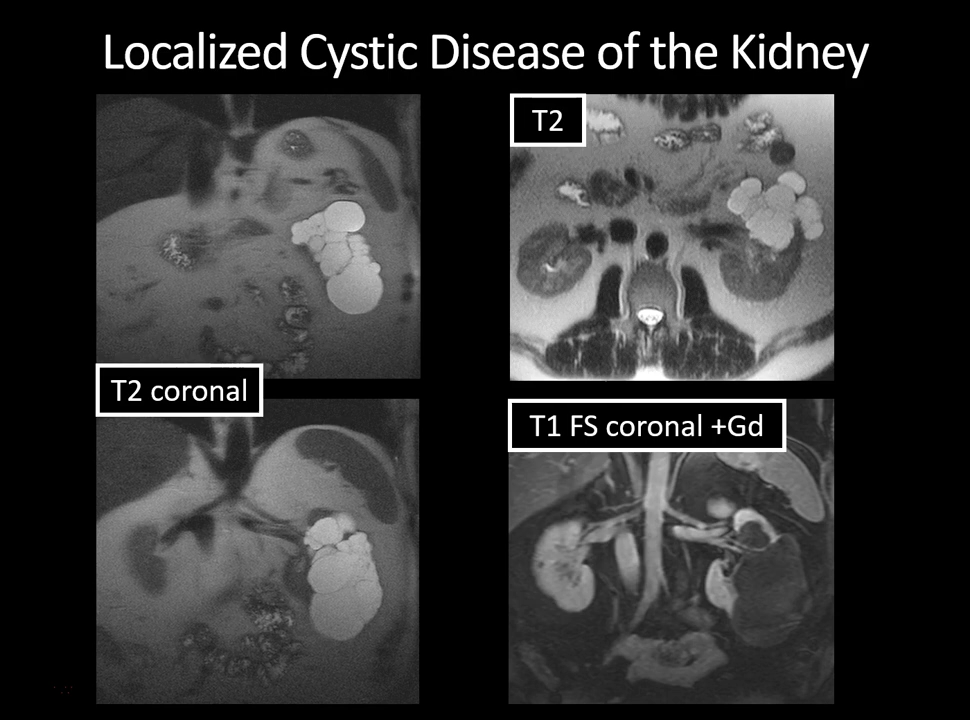 Localized Cystic Disease of the Kidney
T2
T2 coronal
T1 FS coronal +Gd